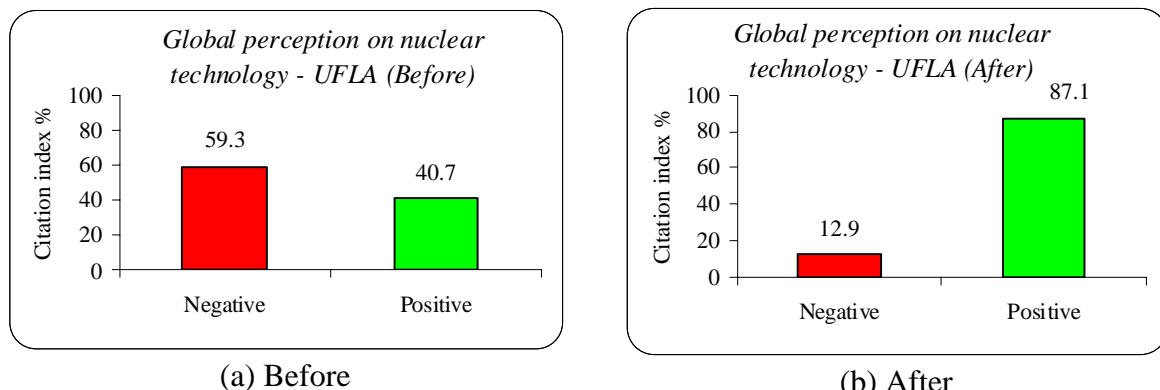 Global perception on nuclear
technology - UFLA (Before)
Citation index %
100
80
60
40
20
0
59.3
40.7
Negative
Positive
(a) Before
Global perception on nuclear
technology - UFLA (After)
Citation index %
100
80
60
40
20
0
12.9
87.1
Negative
Positive
(b) After